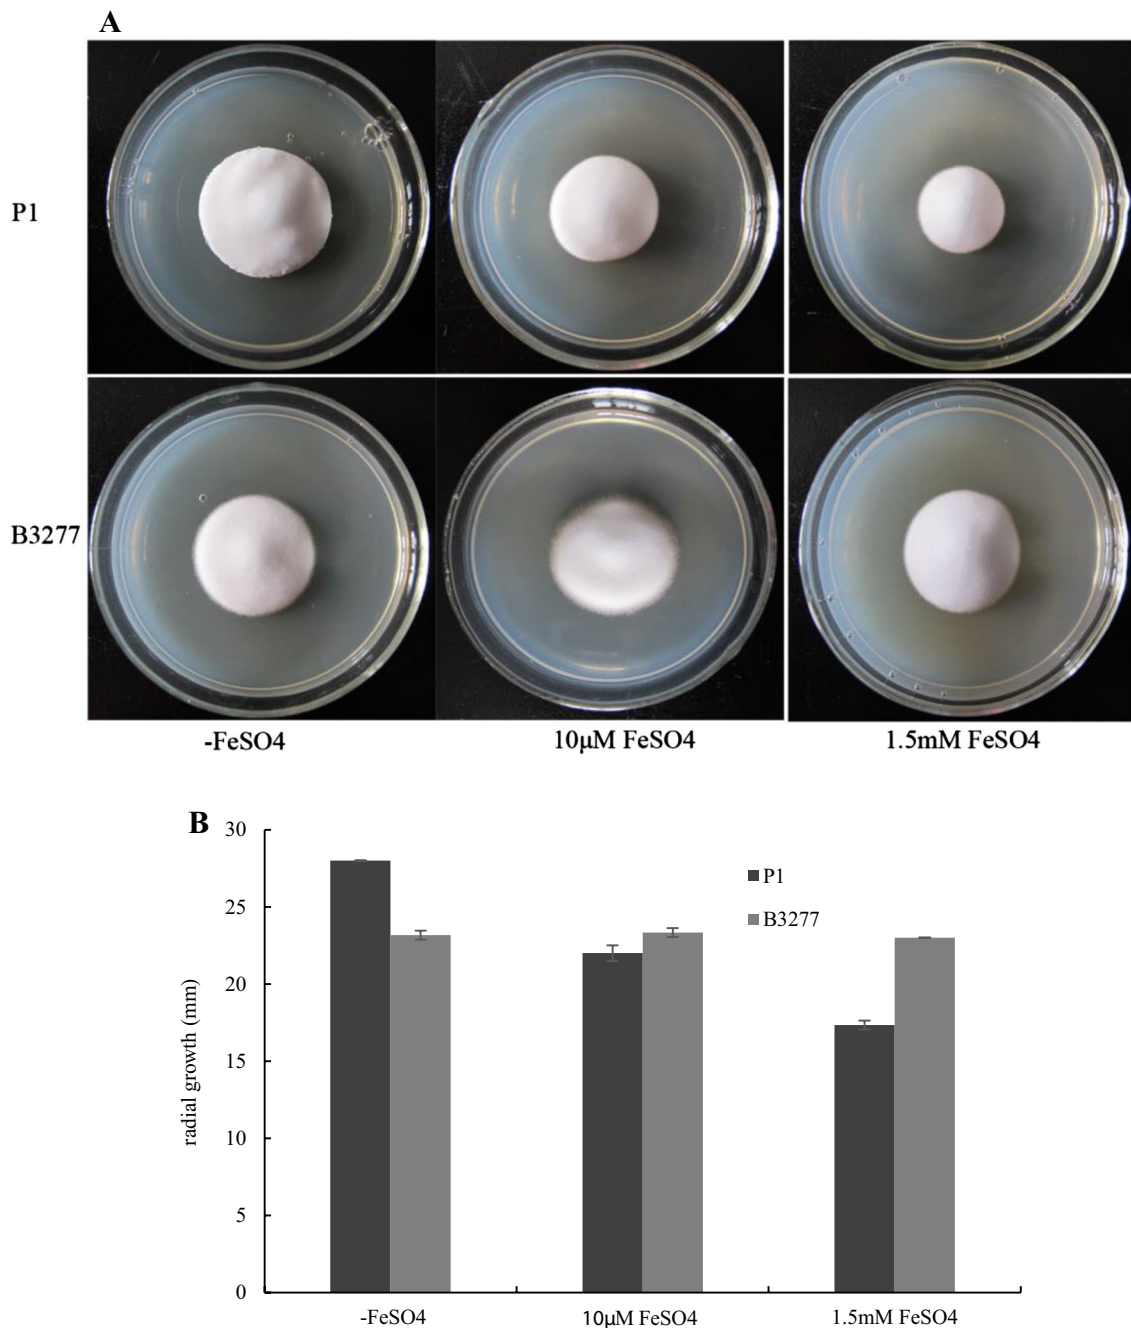 A
P1
B3277
-FeSO4 10μM FeSO4 1.5mM FeSO4
B
30
25
20
15
10
5
0
radial growth (mm)
P1
B3277
-FeSO4 10μM FeSO4 1.5mM FeSO4